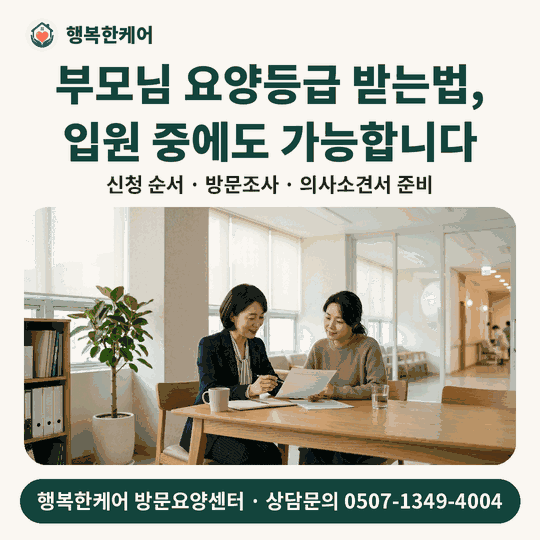 행복한케어
부모님 요양등급 받는법,
입원 중에도 가능합니다
신청 순서 · 방문조사 · 의사소견서 준비
행복한케어 방문요양센터 · 상담문의 0507-1349-4004